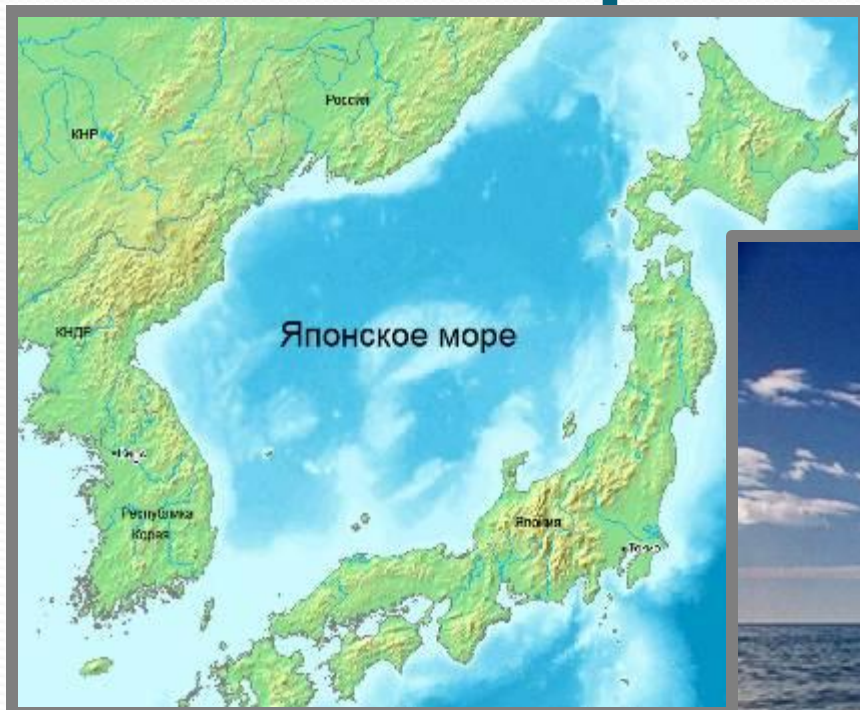 Россия
КНР
Японское море
КНДР
Республика
Корея
Япония
Токио